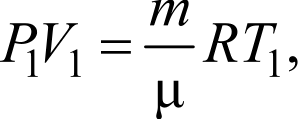 P₁V₁ = m/μ RT₁,